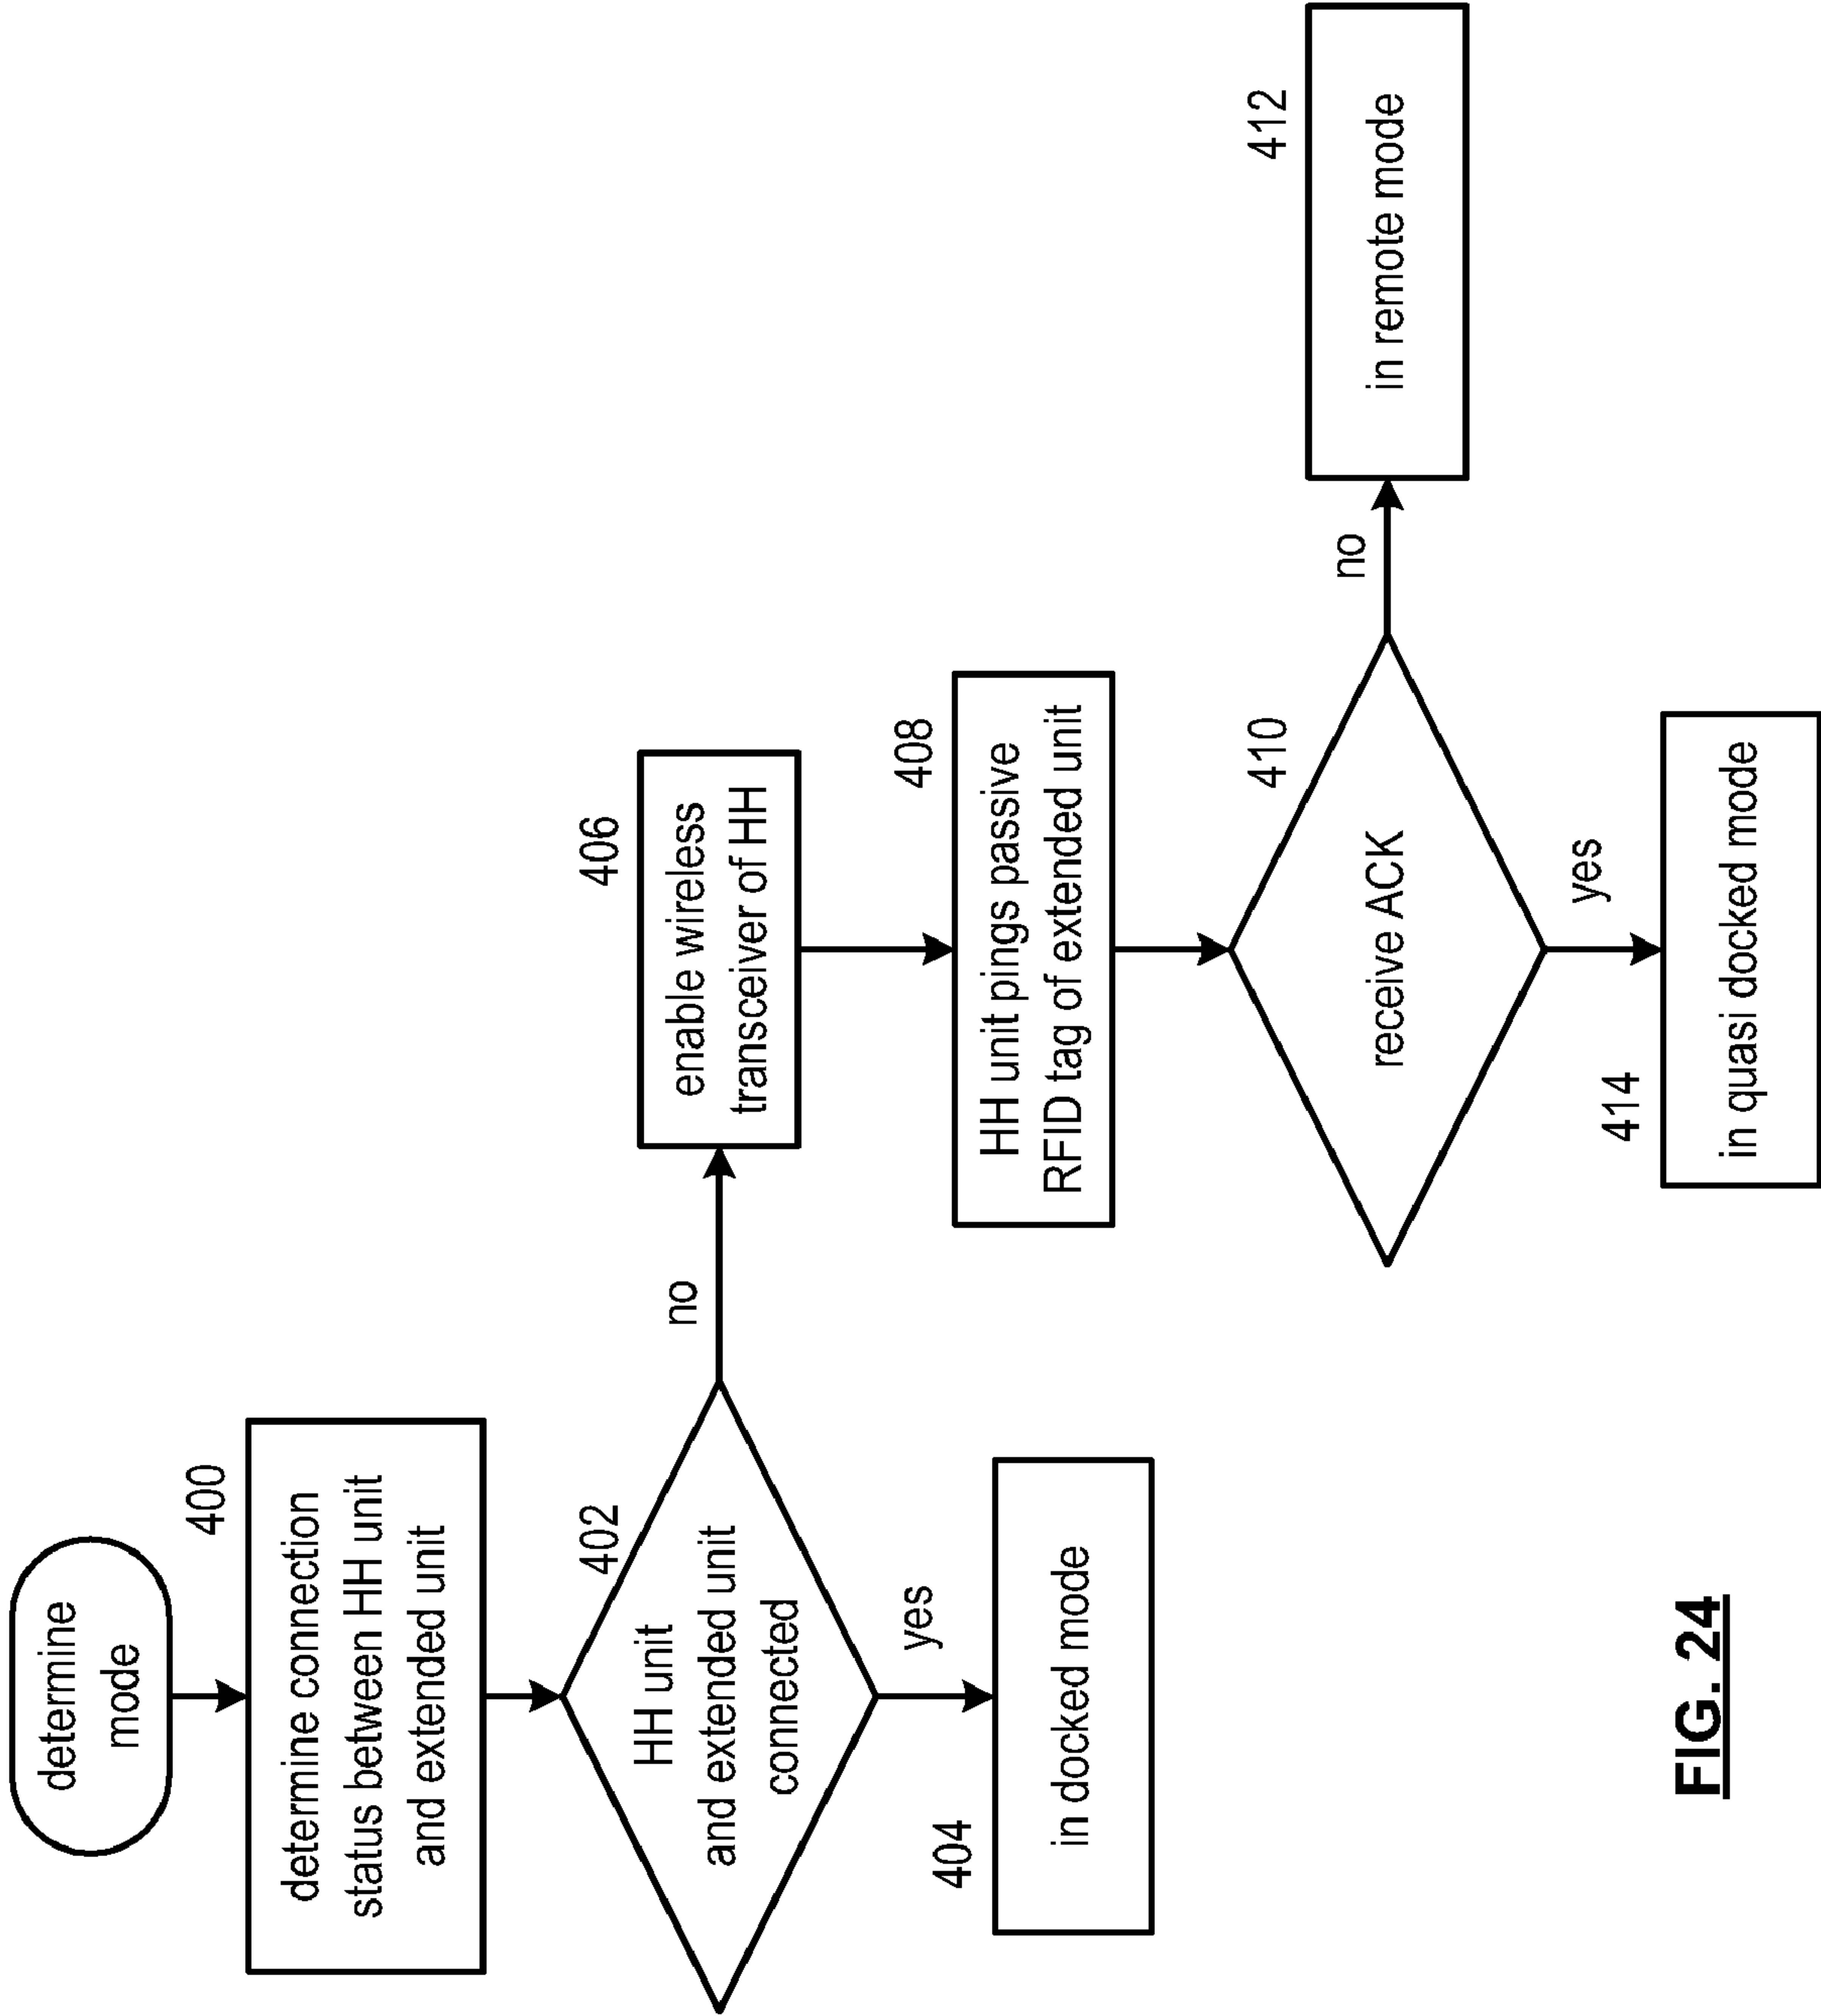 determine
mode
400
determine connection
status between HH unit
and extended unit
402
HH unit
and extended unit
connected
no
yes
404
in docked mode
406
enable wireless
transceiver of HH
408
HH unit pings passive
RFID tag of extended unit
410
receive ACK
no
412
in remote mode
yes
414
in quasi docked mode
FIG. 24